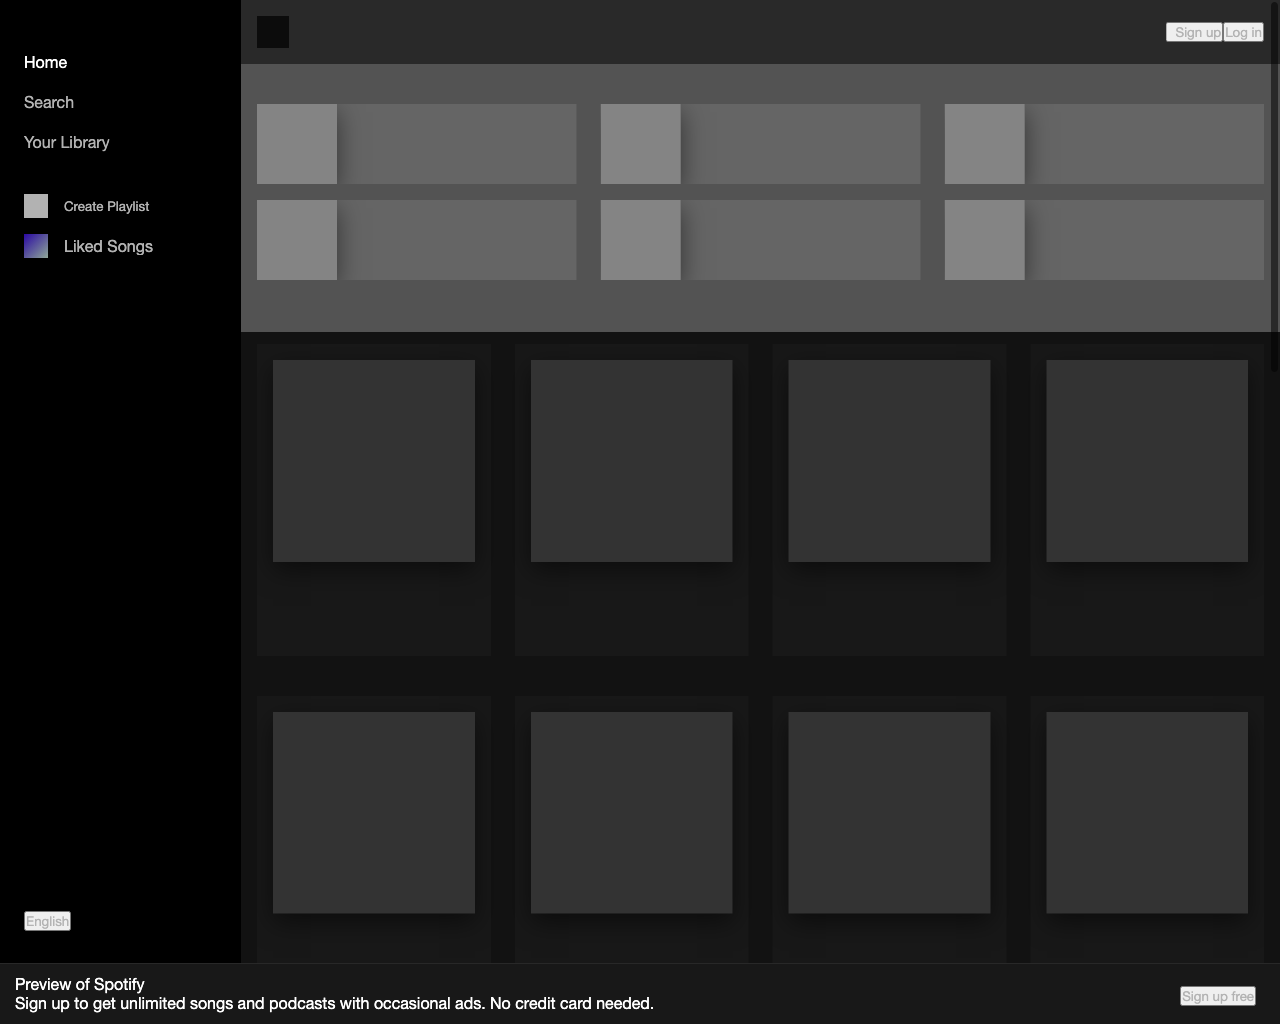 Home
Search
Your Library
Create Playlist
Liked Songs
English
Sign up
Log in
Preview of Spotify
Sign up to get unlimited songs and podcasts with occasional ads. No credit card needed.
Sign up free